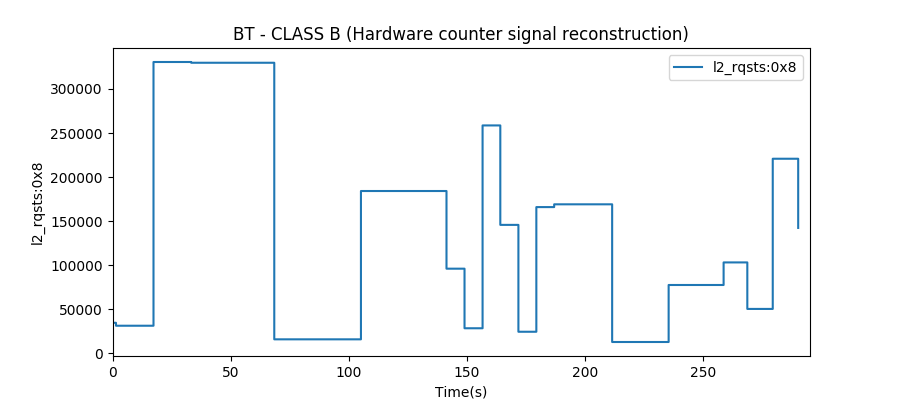 BT - CLASS B (Hardware counter signal reconstruction)
l2_rqsts:0x8
l2_rqsts:0x8
300000
250000
200000
150000
100000
50000
0
0 50 100 150 200 250
Time(s)